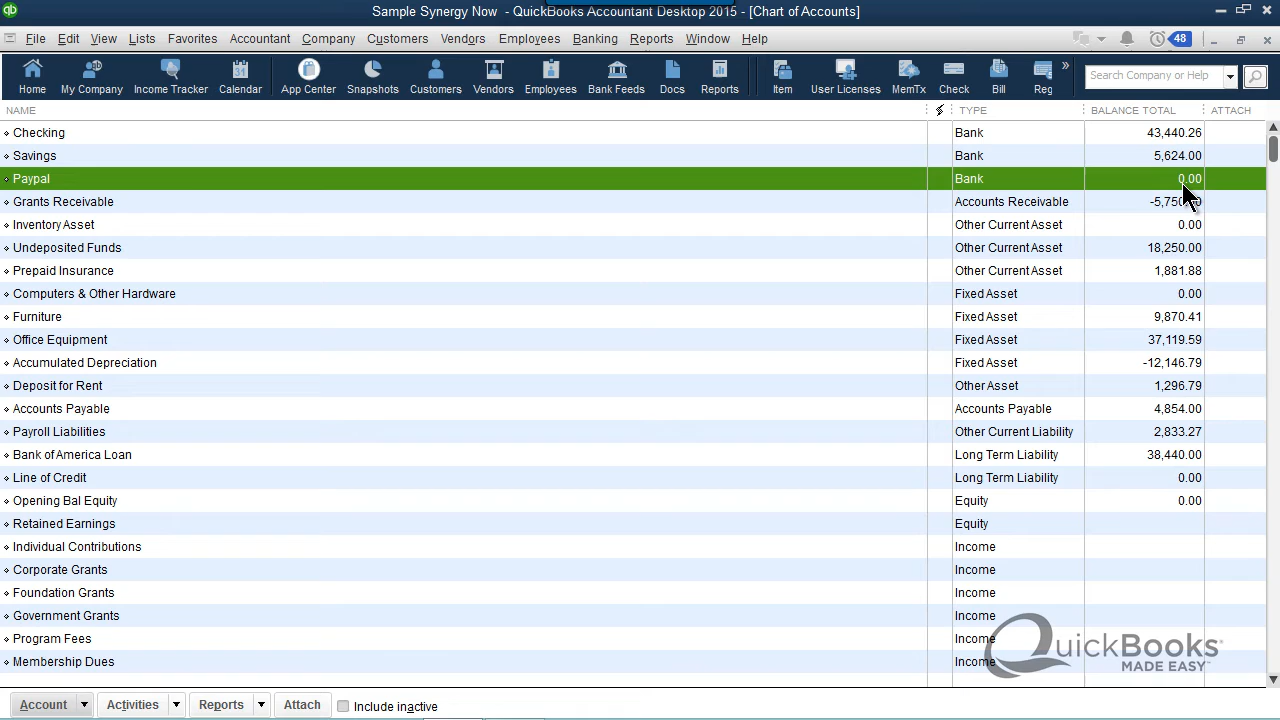 Sample Synergy Now - QuickBooks Accountant Desktop 2015 - [Chart of Accounts]
File Edit View Lists Favorites Accountant Company Customers Vendors Employees Banking Reports Window Help 48
Home My Company Income Tracker Calendar App Center Snapshots Customers Vendors Employees Bank Feeds Docs Reports Item User Licenses MemTx Check Bill Reg Search Company or Help
NAME TYPE BALANCE TOTAL ATTACH
Checking Bank 43,440.26
Savings Bank 5,624.00
Paypal Bank 0.00
Grants Receivable Accounts Receivable
Inventory Asset Other Current Asset 0.00
Undeposited Funds Other Current Asset 18,250.00
Prepaid Insurance Other Current Asset 1,881.88
Computers & Other Hardware Fixed Asset 0.00
Furniture Fixed Asset 9,870.41
Office Equipment Fixed Asset 37,119.59
Accumulated Depreciation Fixed Asset -12,146.79
Deposit for Rent Other Asset 1,296.79
Accounts Payable Accounts Payable 4,854.00
Payroll Liabilities Other Current Liability 2,833.27
Bank of America Loan Long Term Liability 38,440.00
Line of Credit Long Term Liability 0.00
Opening Bal Equity Equity 0.00
Retained Earnings Equity
Individual Contributions Income
Corporate Grants Income
Foundation Grants Income
Government Grants Income
Program Fees Income
Membership Dues Income
QuickBooks
MADE EASY™
Account Activities Reports Attach Include inactive